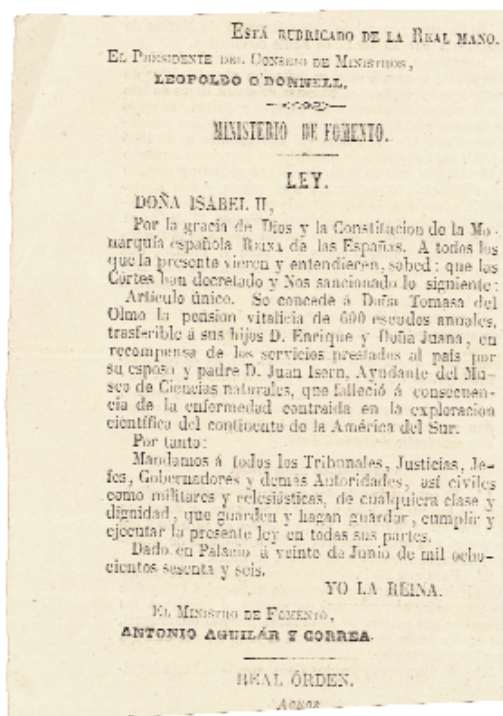 ESTÁ RUBRICADO DE LA REAL MANO.
EL PRESIDENTE DEL CONSEJO DE MINISTROS,
LEOPOLDO O'DONNELL.
MINISTERIO DE FOMENTO.
LEY.
DOÑA ISABEL II,
Por la gracia de Dios y la Constitucion de la Mo-
narquía española REINA de las Españas. A todos los
que la presente vieren y entendieren, sabed: que las
Córtes han decretado y Nos sancionado lo siguiente:
Artículo único. Se concede á Doña Tomasa del
Olmo la pension vitalicia de 600 escudos anuales,
trasferible á sus hijos D. Enrique y Doña Juana, en
recompensa de los servicios prestados al pais por
su esposo y padre D. Juan Isern, Ayudante del Mu-
seo de Ciencias naturales, que falleció á consecuen-
cia de la enfermedad contraida en la exploracion
científica del continente de la América del Sur.
Por tanto:
Mandamos á todos los Tribunales, Justicias, Je-
fes, Gobernadores y demás Autoridades, así civiles
como militares y eclesiásticas, de cualquiera clase y
dignidad, que guarden y hagan guardar, cumplir y
ejecutar la presente ley en todas sus partes.
Dado en Palacio á veinte de Junio de mil ocho-
cientos sesenta y seis.
YO LA REINA.
EL MINISTRO DE FOMENTO,
ANTONIO AGUILAR Y CORREA.
REAL ÓRDEN.
Aguas